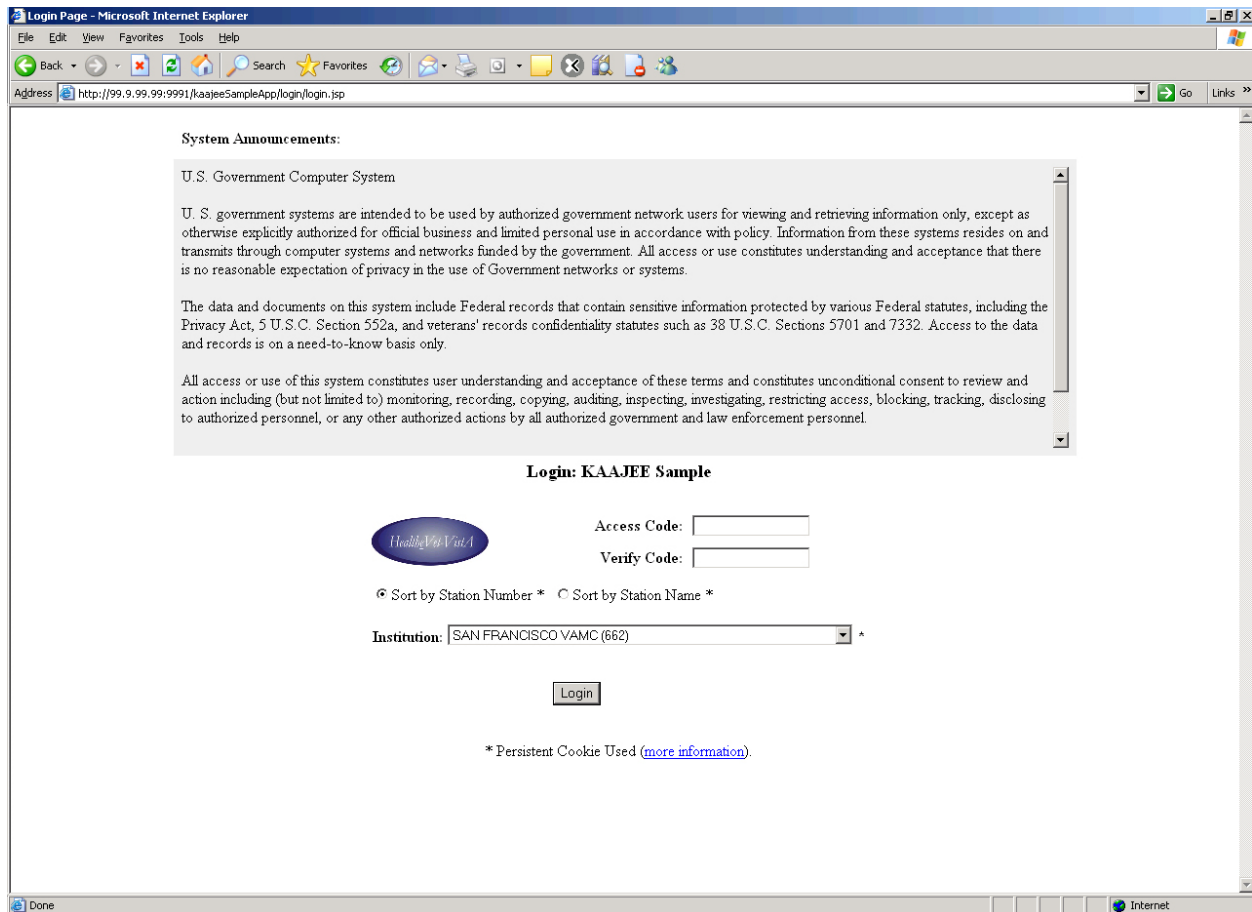 Login Page - Microsoft Internet Explorer
File Edit View Favorites Tools Help
Back Search Favorites
Address http://99.9.99.99:9991/kaajeeSampleApp/login/login.jsp Go Links »
System Announcements:
U.S. Government Computer System
U. S. government systems are intended to be used by authorized government network users for viewing and retrieving information only, except as
otherwise explicitly authorized for official business and limited personal use in accordance with policy. Information from these systems resides on and
transmits through computer systems and networks funded by the government. All access or use constitutes understanding and acceptance that there
is no reasonable expectation of privacy in the use of Government networks or systems.
The data and documents on this system include Federal records that contain sensitive information protected by various Federal statutes, including the
Privacy Act, 5 U.S.C. Section 552a, and veterans' records confidentiality statutes such as 38 U.S.C. Sections 5701 and 7332. Access to the data
and records is on a need-to-know basis only.
All access or use of this system constitutes user understanding and acceptance of these terms and constitutes unconditional consent to review and
action including (but not limited to) monitoring, recording, copying, auditing, inspecting, investigating, restricting access, blocking, tracking, disclosing
to authorized personnel, or any other authorized actions by all authorized government and law enforcement personnel.
Login: KAAJEE Sample
HealtheVet-VistA
Access Code:
Verify Code:
Sort by Station Number * Sort by Station Name *
Institution: SAN FRANCISCO VAMC (662) *
Login
* Persistent Cookie Used (more information).
Done Internet